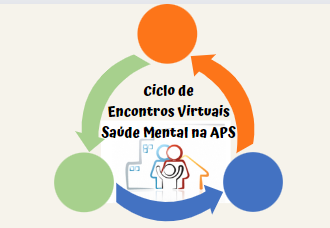 Ciclo de
Encontros Virtuais
Saúde Mental na APS